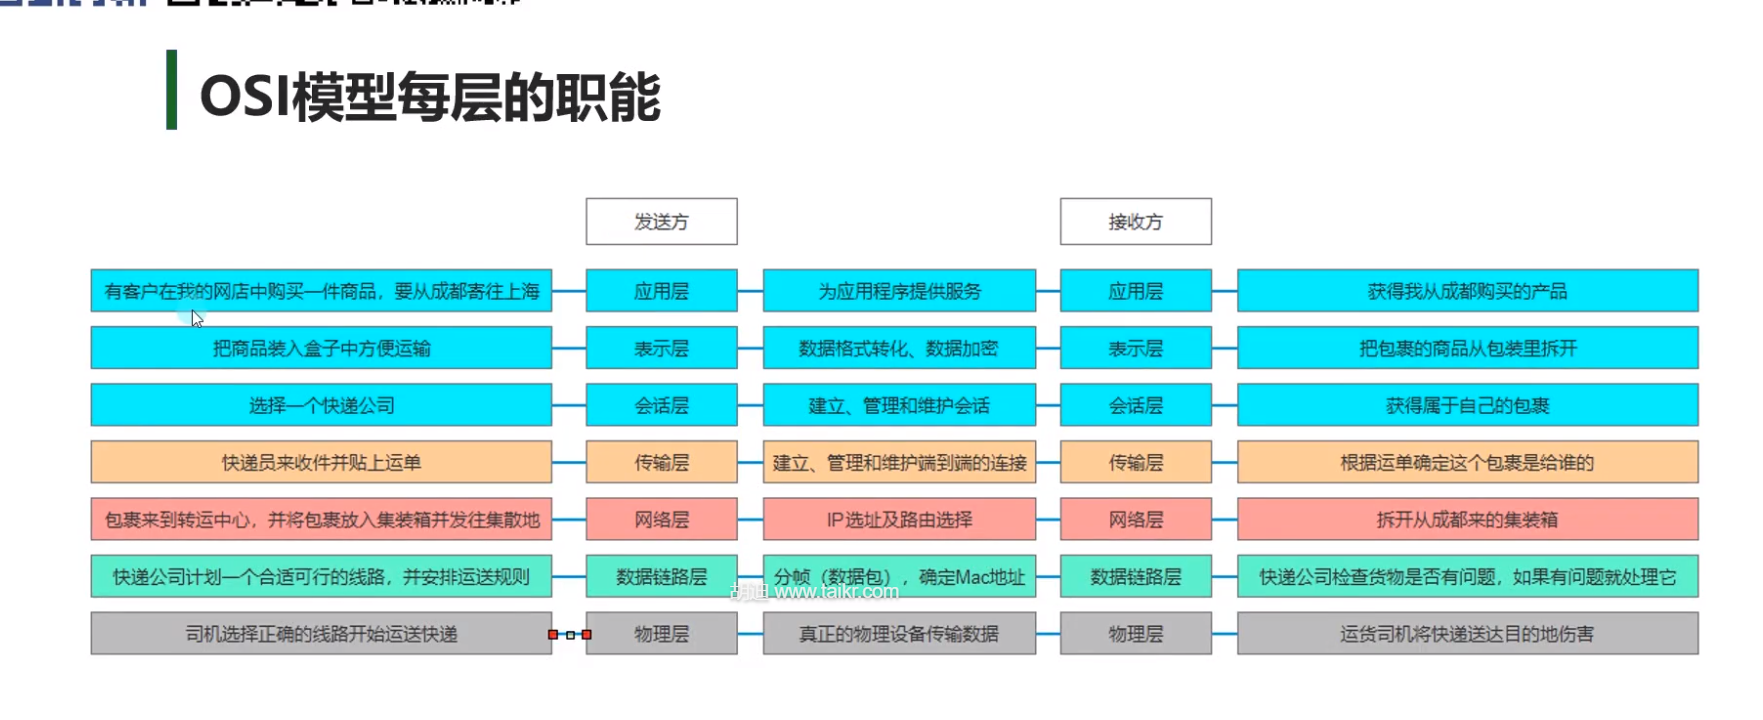 OSI模型每层的职能
发送方
接收方
有客户在我的网店中购买一件商品，要从成都寄往上海
应用层
为应用程序提供服务
应用层
获得我从成都购买的产品
把商品装入盒子中方便运输
表示层
数据格式转化、数据加密
表示层
把包裹的商品从包装里拆开
选择一个快递公司
会话层
建立、管理和维护会话
会话层
获得属于自己的包裹
快递员来收件并贴上运单
传输层
建立、管理和维护端到端的连接
传输层
根据运单确定这个包裹是给谁的
包裹来到转运中心，并将包裹放入集装箱并发往集散地
网络层
IP选址及路由选择
网络层
拆开从成都来的集装箱
快递公司计划一个合适可行的线路，并安排运送规则
数据链路层
分帧（数据包），确定Mac地址
数据链路层
快递公司检查货物是否有问题，如果有问题就处理它
www.taikr.com
司机选择正确的线路开始运送快递
物理层
真正的物理设备传输数据
物理层
运货司机将快递送达目的地伤害